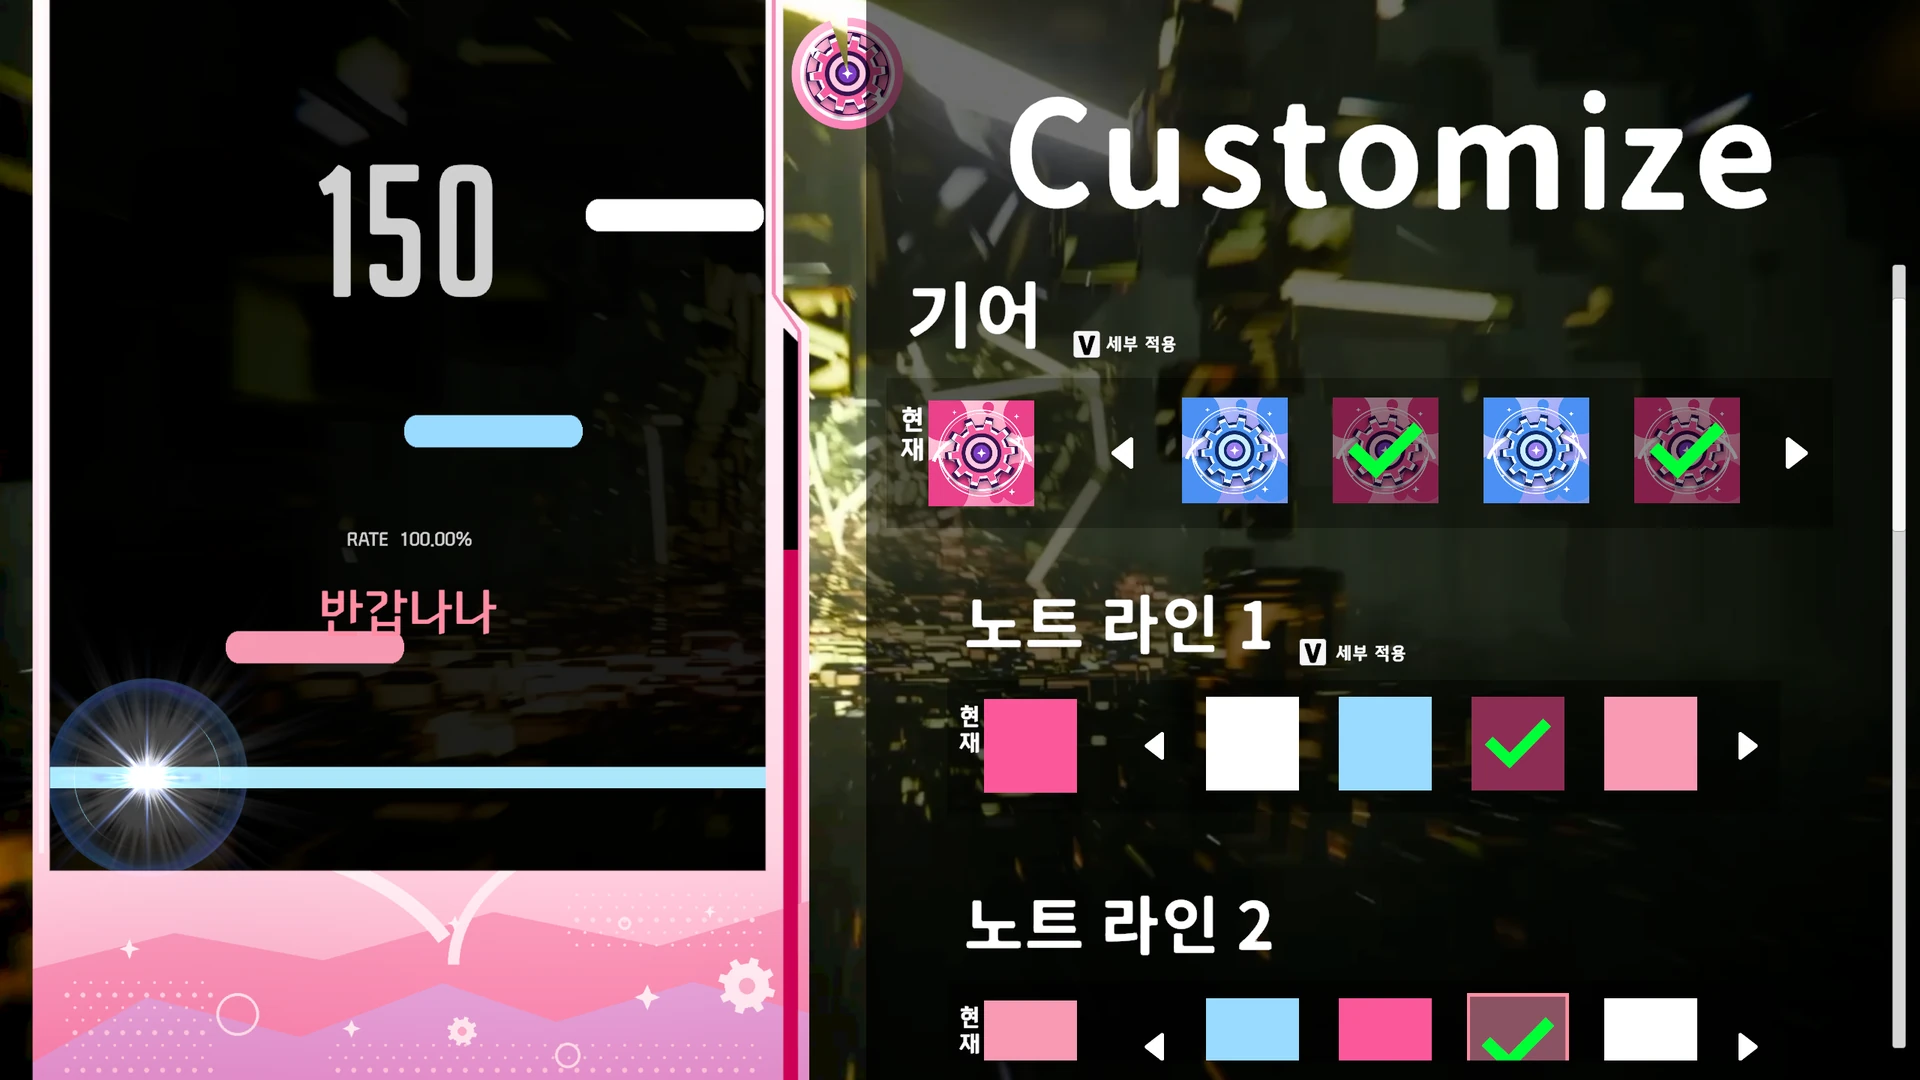 150
RATE 100.00%
반갑나나
Customize
기어
V 세부 적용
현재
노트 라인 1
V 세부 적용
현재
노트 라인 2
현재